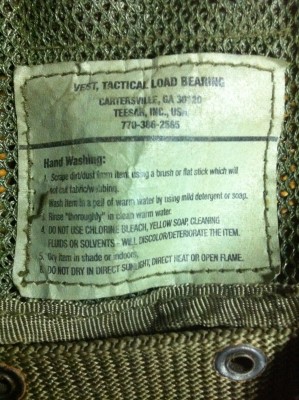 VEST, TACTICAL LOAD BEARING
CARTERSVILLE, GA 30120
TEESAR, INC., USA
770-386-2565
Hand Washing:
1. Scrape dirt/dust from item, using a brush or flat stick which will
not cut fabric/webbing.
Wash item in a pail of warm water by using mild detergent or soap.
Rinse "thoroughly" in clean warm water.
4. DO NOT USE CHLORINE BLEACH, YELLOW SOAP, CLEANING
FLUIDS OR SOLVENTS. WILL DISCOLOR/DETERIORATE THE ITEM.
5. Dry item in shade or indoors.
6. DO NOT DRY IN DIRECT SUNLIGHT, DIRECT HEAT OR OPEN FLAME.